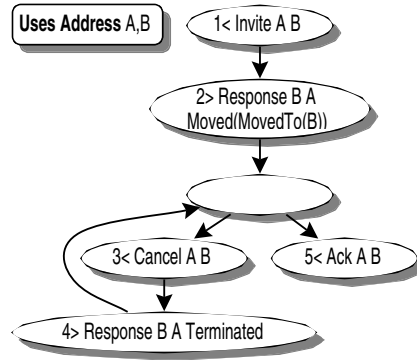 Uses Address A,B
1< Invite A B
2> Response B A
Moved(MovedTo(B))
3< Cancel A B
5< Ack A B
4> Response B A Terminated